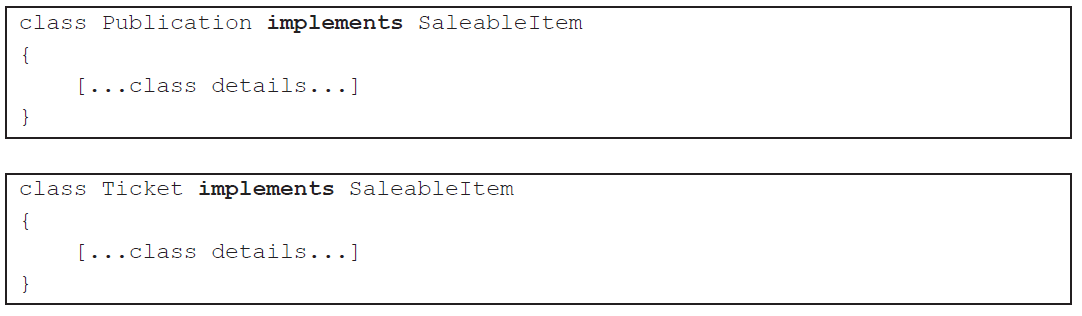 class Publication implements SaleableItem
{
[...class details...]
}
class Ticket implements SaleableItem
{
[...class details...]
}